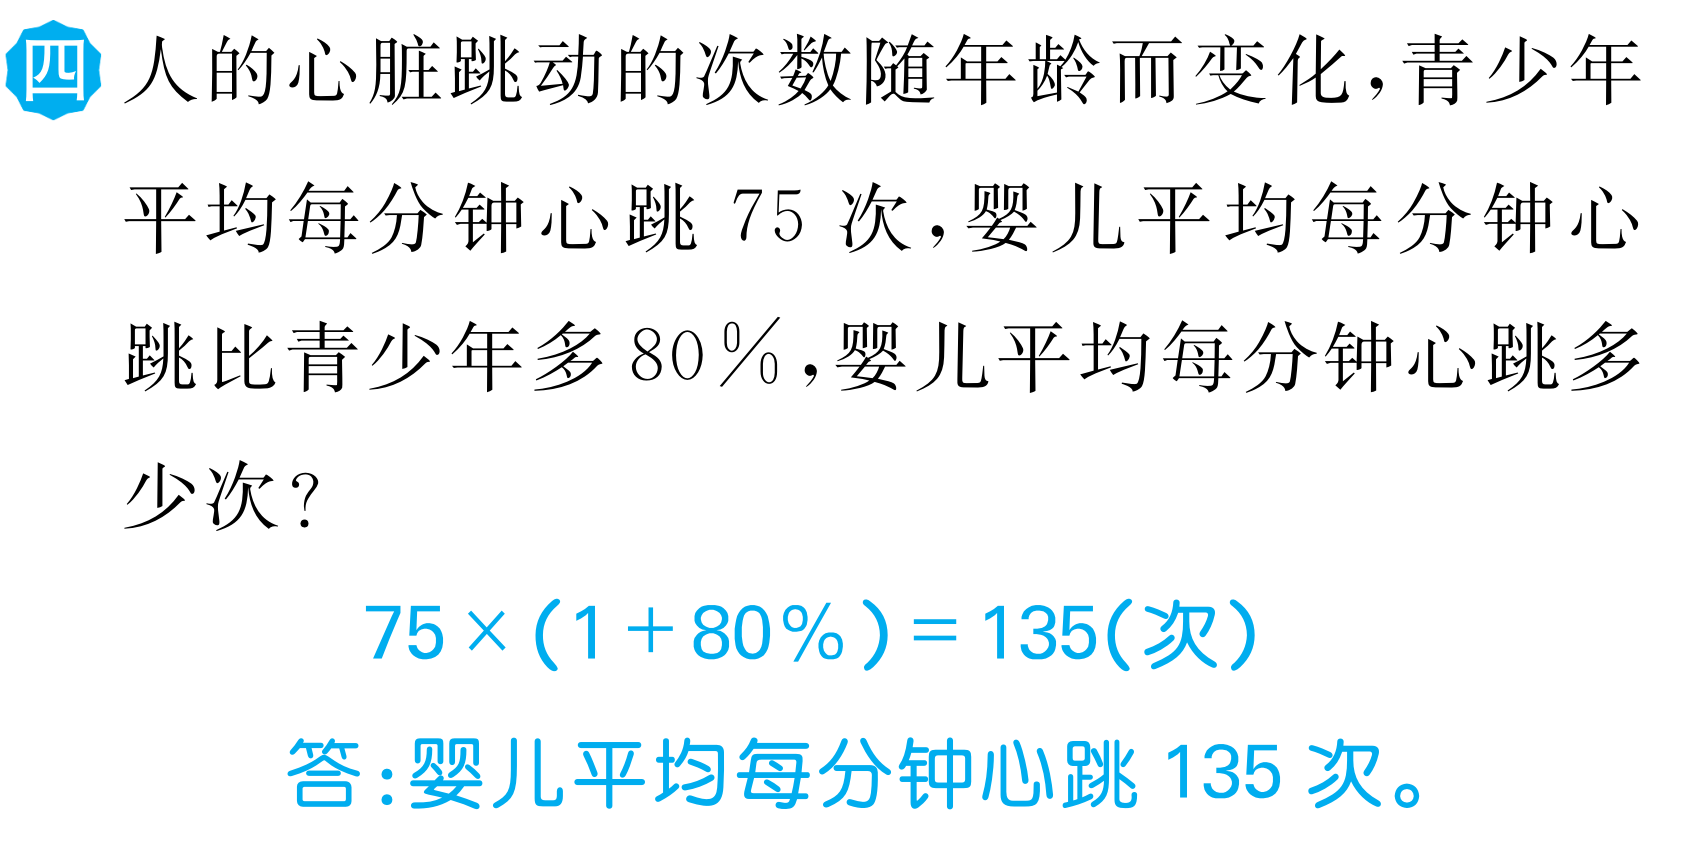 四 人的心脏跳动的次数随年龄而变化,青少年
平均每分钟心跳 75 次,婴儿平均每分钟心
跳比青少年多 80%,婴儿平均每分钟心跳多
少次?
75×(1+80%)=135(次)
答:婴儿平均每分钟心跳 135 次。